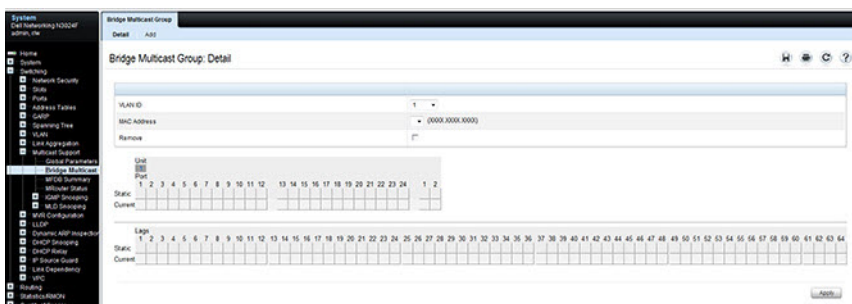 System
Dell Networking N3024F
admin, r/w
Home
System
Switching
Network Security
Slots
Ports
Address Tables
GARP
Spanning Tree
VLAN
Link Aggregation
Multicast Support
Global Parameters
Bridge Multicast
MFDB Summary
MRouter Status
IGMP Snooping
MLD Snooping
MVR Configuration
LLDP
Dynamic ARP Inspection
DHCP Snooping
DHCP Relay
IP Source Guard
Link Dependency
VPC
Routing
Statistics/RMON
Bridge Multicast Group
Detail Add
Bridge Multicast Group: Detail
VLAN ID 1
MAC Address (XXXX.XXXX.XXXX)
Remove
Unit
Port
1 2 3 4 5 6 7 8 9 10 11 12 13 14 15 16 17 18 19 20 21 22 23 24 1 2
Static
Current
Lags
1 2 3 4 5 6 7 8 9 10 11 12 13 14 15 16 17 18 19 20 21 22 23 24 25 26 27 28 29 30 31 32 33 34 35 36 37 38 39 40 41 42 43 44 45 46 47 48 49 50 51 52 53 54 55 56 57 58 59 60 61 62 63 64
Static
Current
Apply